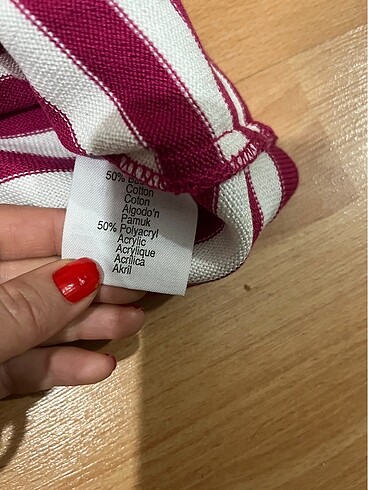 50%
Cotton
Coton
Algodo'n
Pamuk
50% Polyacryl
Acrylic
Acrylique
Acrilica
Akril